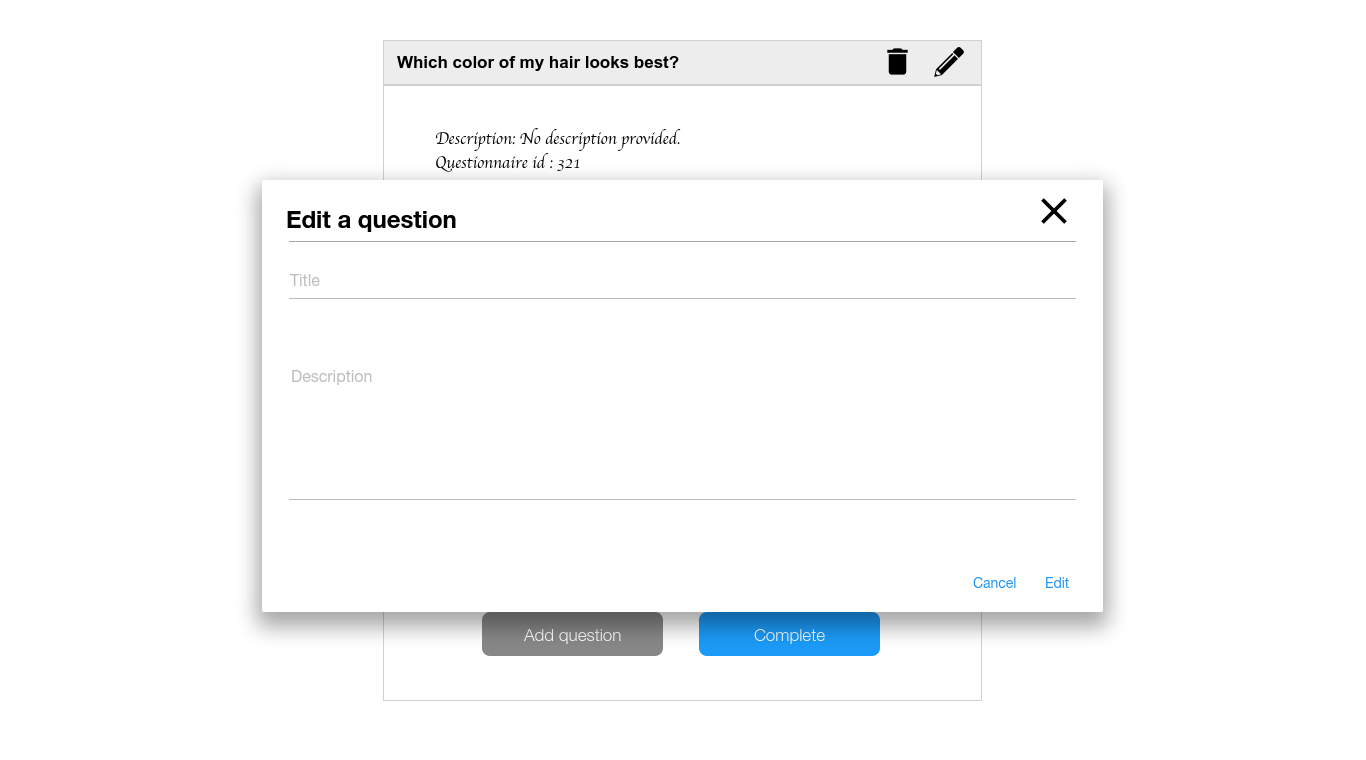 Which color of my hair looks best?
Description: No description provided.
Questionnaire id : 321
Edit a question
Title
Description
Cancel Edit
Add question Complete